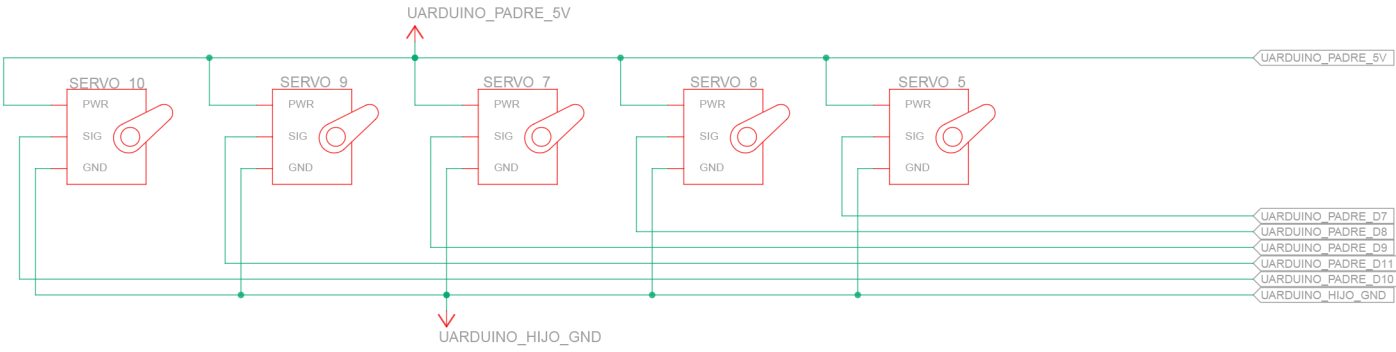 UARDUINO_PADRE_5V
UARDUINO_PADRE_5V
SERVO_10
SERVO_9
SERVO_7
SERVO_8
SERVO_5
PWR
SIG
GND
PWR
SIG
GND
PWR
SIG
GND
PWR
SIG
GND
PWR
SIG
GND
UARDUINO_PADRE_D7
UARDUINO_PADRE_D8
UARDUINO_PADRE_D9
UARDUINO_PADRE_D11
UARDUINO_PADRE_D10
UARDUINO_HIJO_GND
UARDUINO_HIJO_GND